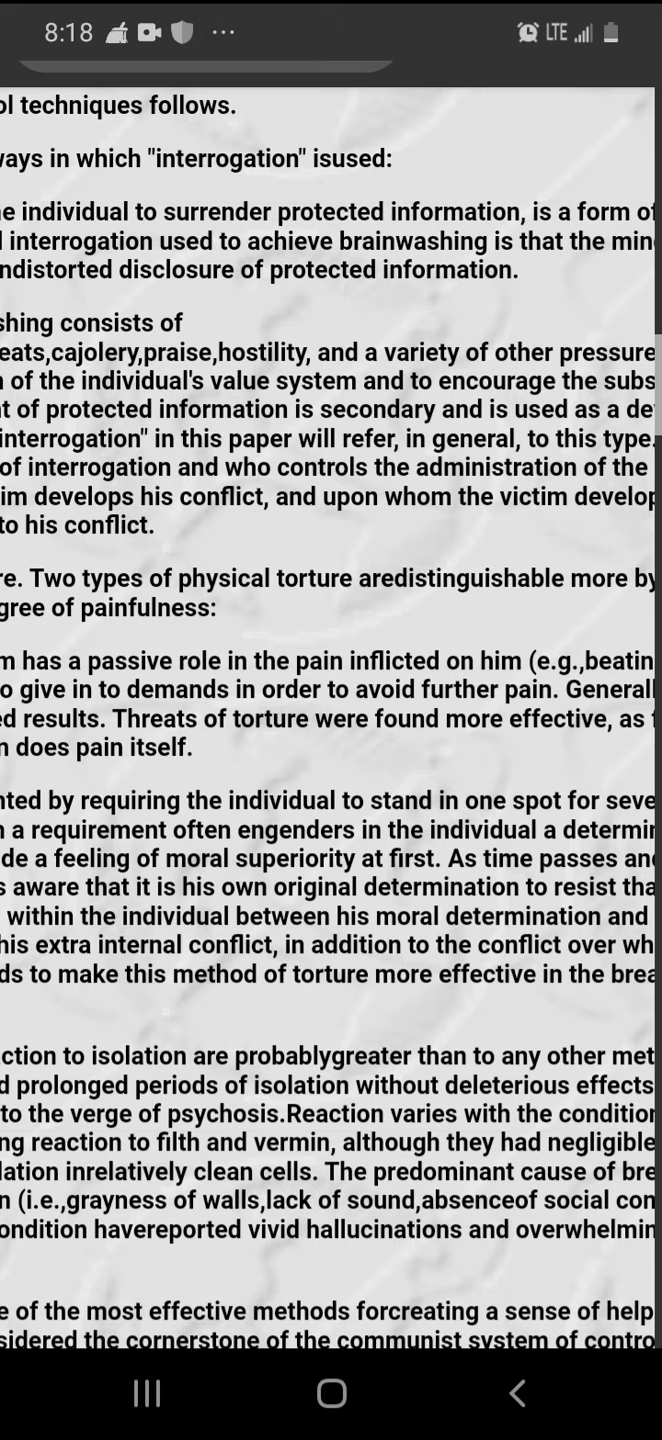 8:18
LTE
ol techniques follows.
ways in which "interrogation" isused:
e individual to surrender protected information, is a form of
interrogation used to achieve brainwashing is that the min
ndistorted disclosure of protected information.
shing consists of
eats,cajolery,praise,hostility, and a variety of other pressure
n of the individual's value system and to encourage the subs
t of protected information is secondary and is used as a de
interrogation" in this paper will refer, in general, to this type.
of interrogation and who controls the administration of the
im develops his conflict, and upon whom the victim develop
to his conflict.
re. Two types of physical torture aredistinguishable more by
gree of painfulness:
m has a passive role in the pain inflicted on him (e.g.,beatin
o give in to demands in order to avoid further pain. Generall
ed results. Threats of torture were found more effective, as f
n does pain itself.
nted by requiring the individual to stand in one spot for seve
n a requirement often engenders in the individual a determin
de a feeling of moral superiority at first. As time passes and
s aware that it is his own original determination to resist tha
within the individual between his moral determination and
his extra internal conflict, in addition to the conflict over wh
ds to make this method of torture more effective in the brea
ction to isolation are probablygreater than to any other met
d prolonged periods of isolation without deleterious effects
to the verge of psychosis.Reaction varies with the condition
ng reaction to filth and vermin, although they had negligible
lation inrelatively clean cells. The predominant cause of bre
n (i.e.,grayness of walls,lack of sound,absenceof social con
ondition havereported vivid hallucinations and overwhelmin
e of the most effective methods forcreating a sense of help
sidered the cornerstone of the communist system of contro